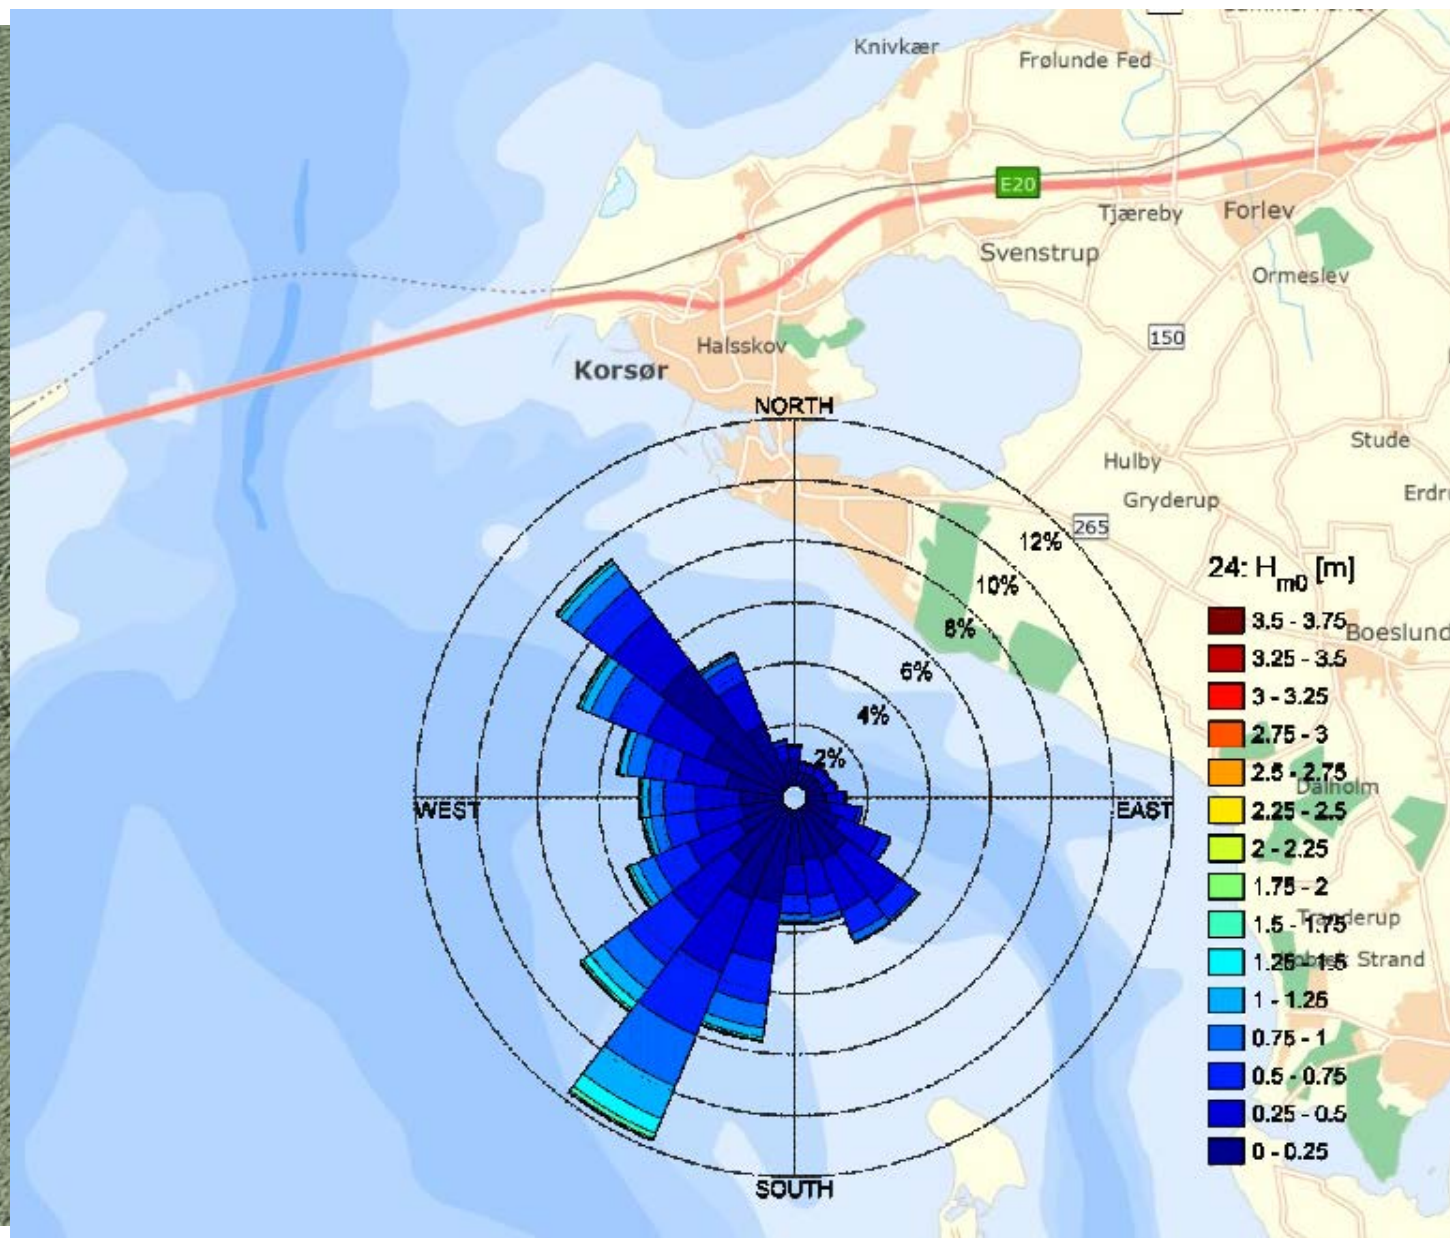 Knivkær
Frølunde Fed
E20
Tjæreby
Forlev
Svenstrup
Ormeslev
150
Halsskov
Korsør
NORTH
Stude
Hulby
Gryderup
265
12%
10%
24: Hm0 [m]
8%
3.5 - 3.75
Boeslund
6%
3.25 - 3.5
3 - 3.25
4%
2.75 - 3
2%
2.5 - 2.75
Dalholm
WEST
EAST
2.25 - 2.5
2 - 2.25
1.75 - 2
1.5 - 1.75
Tranderup
1.25 - 1.5
Strand
1 - 1.25
0.75 - 1
0.5 - 0.75
0.25 - 0.5
0 - 0.25
SOUTH